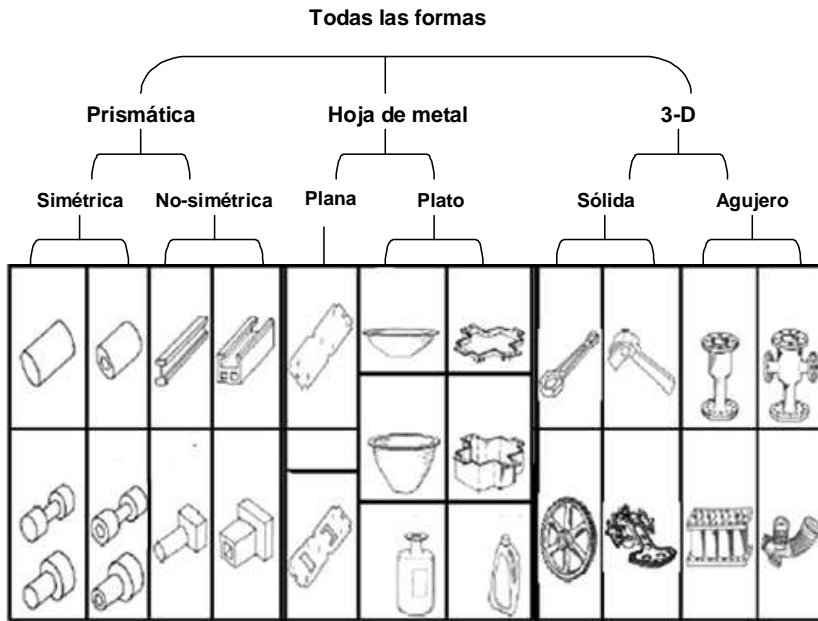 Todas las formas
Prismática Hoja de metal 3-D
Simétrica No-simétrica Plana Plato Sólida Agujero